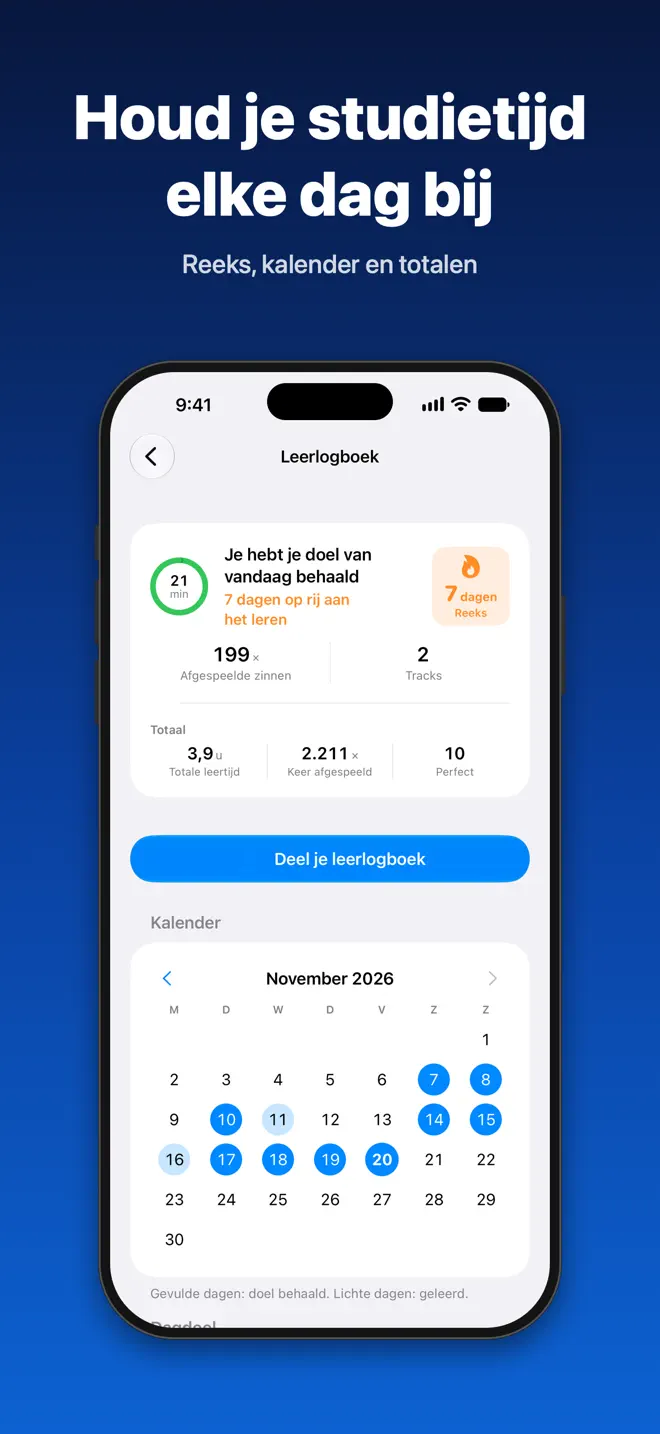 Houd je studietijd
elke dag bij
Reeks, kalender en totalen
9:41
Leerlogboek
21
min
Je hebt je doel van
vandaag behaald
7 dagen op rij aan
het leren
7 dagen
Reeks
199 ×
Afgespeelde zinnen
2
Tracks
Totaal
3,9 u
Totale leertijd
2.211 ×
Keer afgespeeld
10
Perfect
Deel je leerlogboek
Kalender
November 2026
M D W D V Z Z
1
2 3 4 5 6 7 8
9 10 11 12 13 14 15
16 17 18 19 20 21 22
23 24 25 26 27 28 29
30
Gevulde dagen: doel behaald. Lichte dagen: geleerd.
Dagdoel